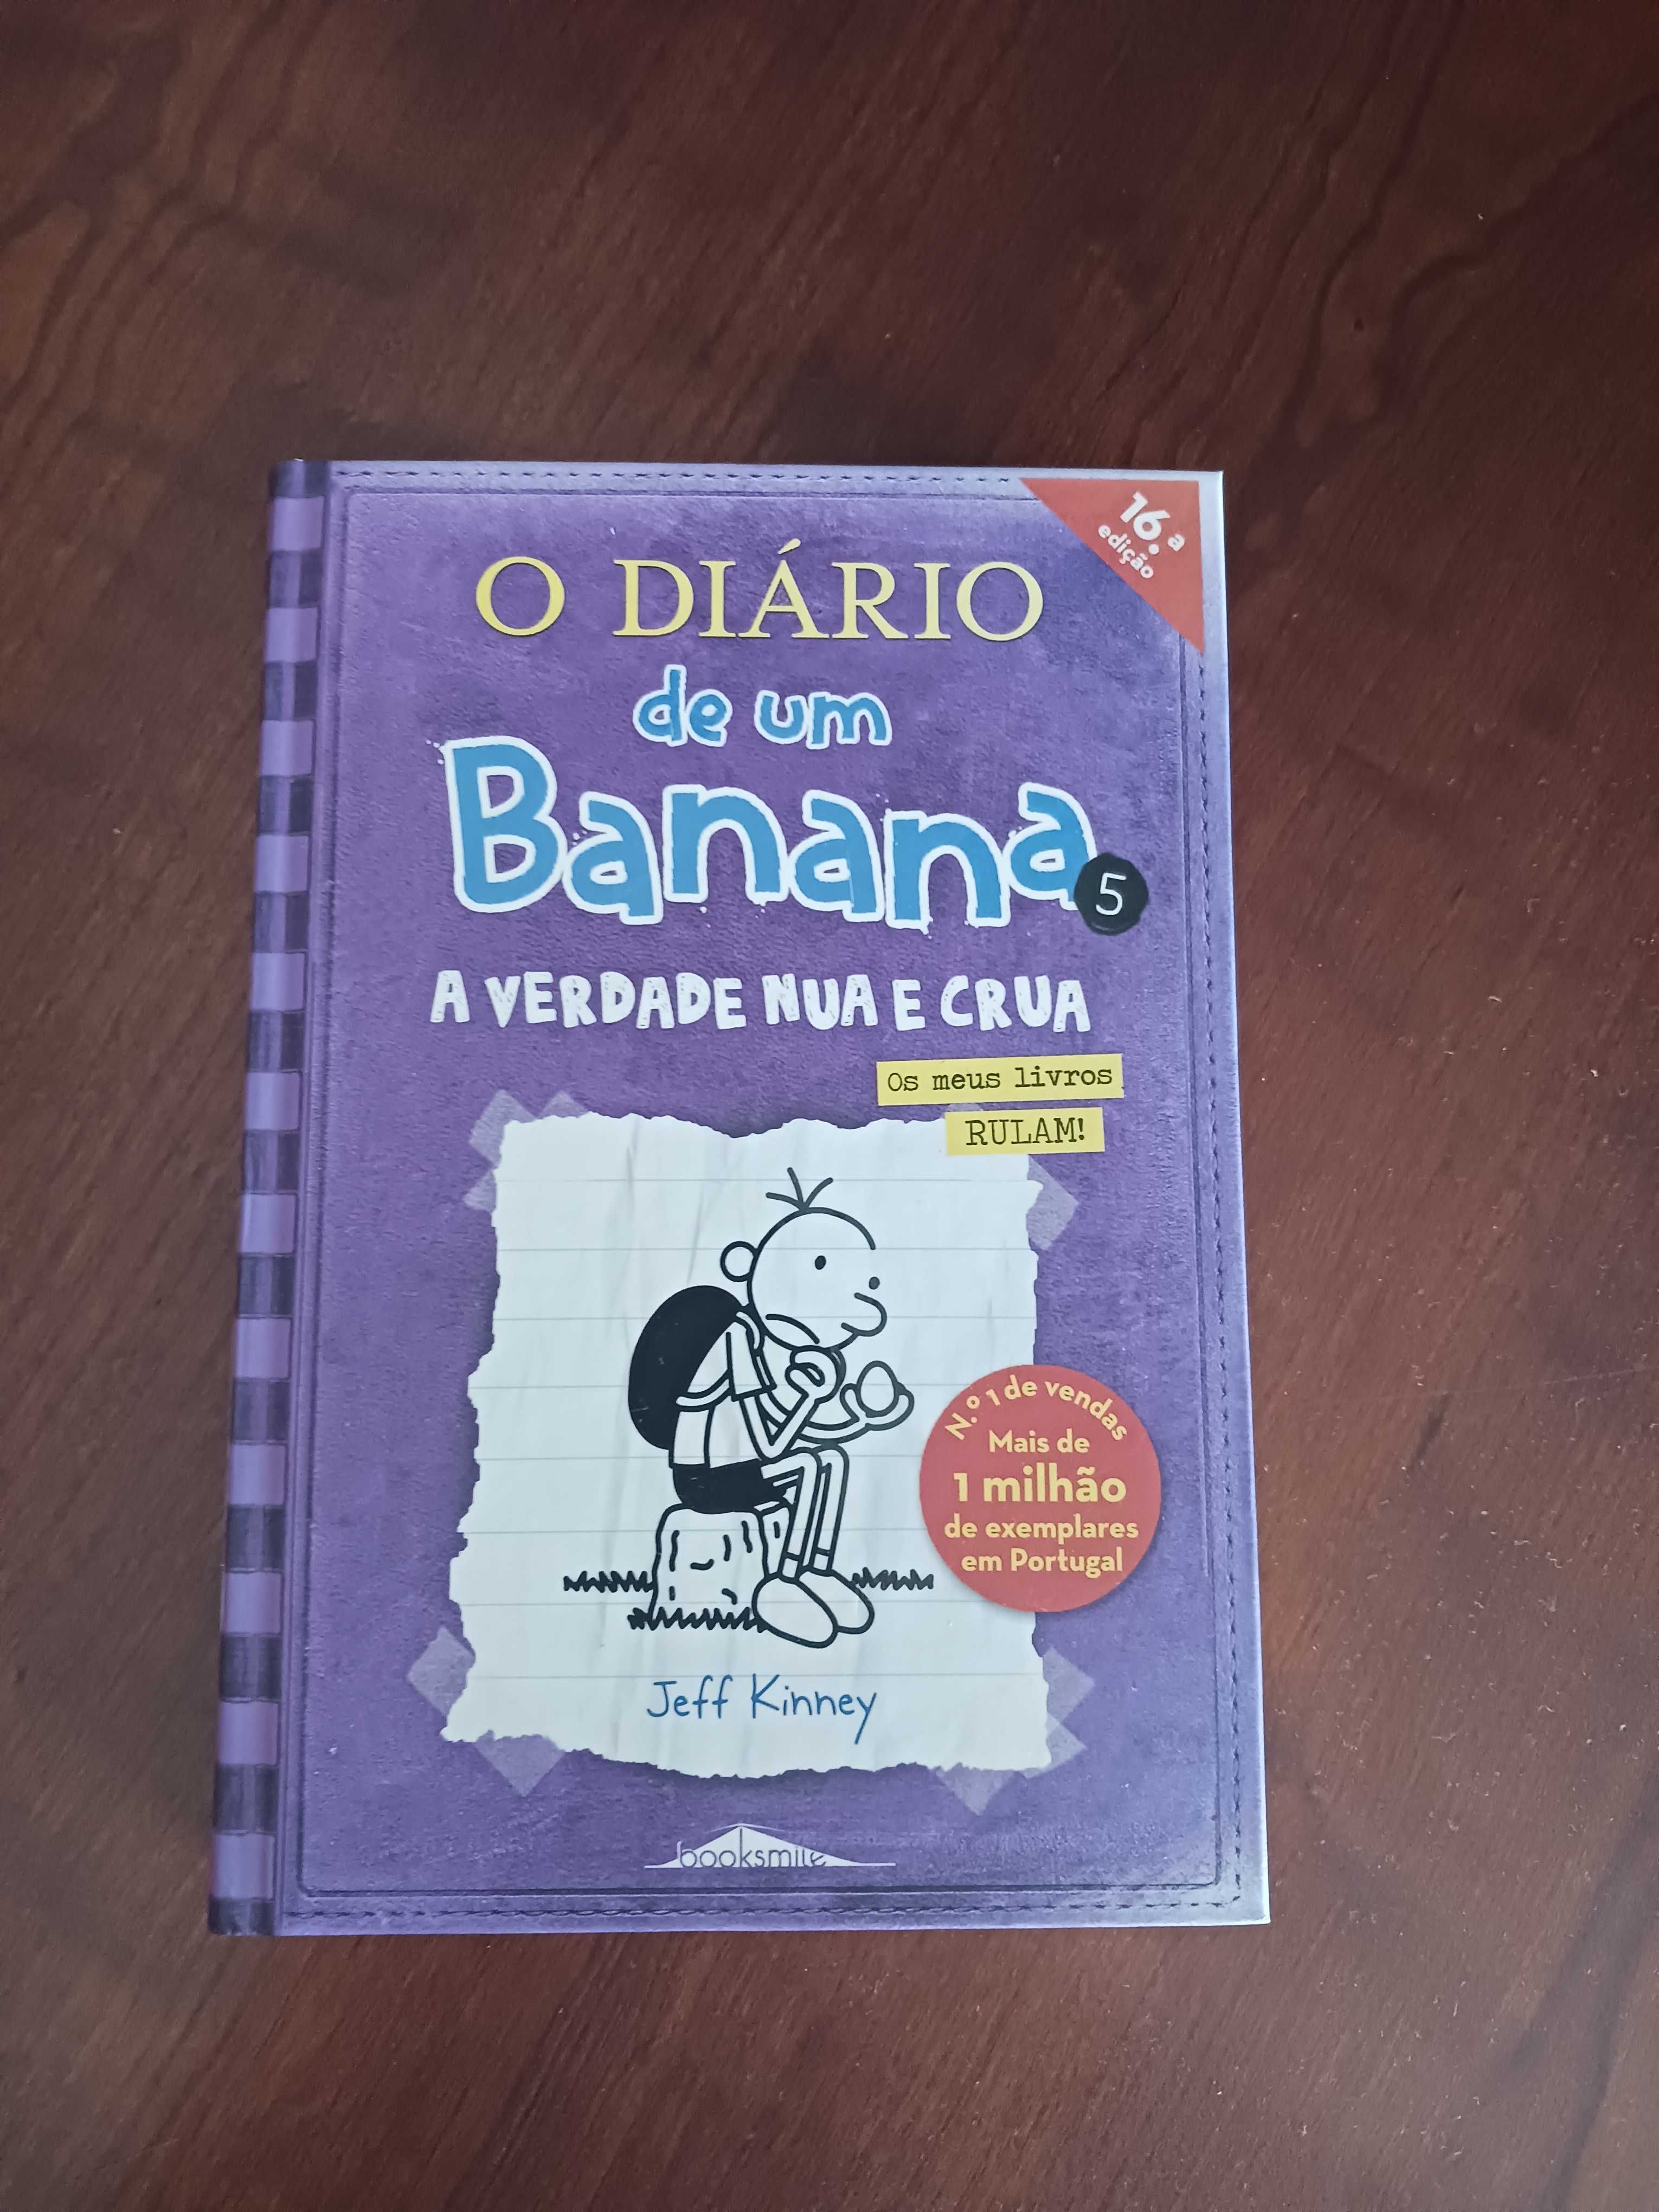 16.ª
edição
O DIÁRIO
de um
Banana
5
A VERDADE NUA E CRUA
Os meus livros
RULAM!
N.º 1 de vendas
Mais de
1 milhão
de exemplares
em Portugal
Jeff Kinney
booksmile